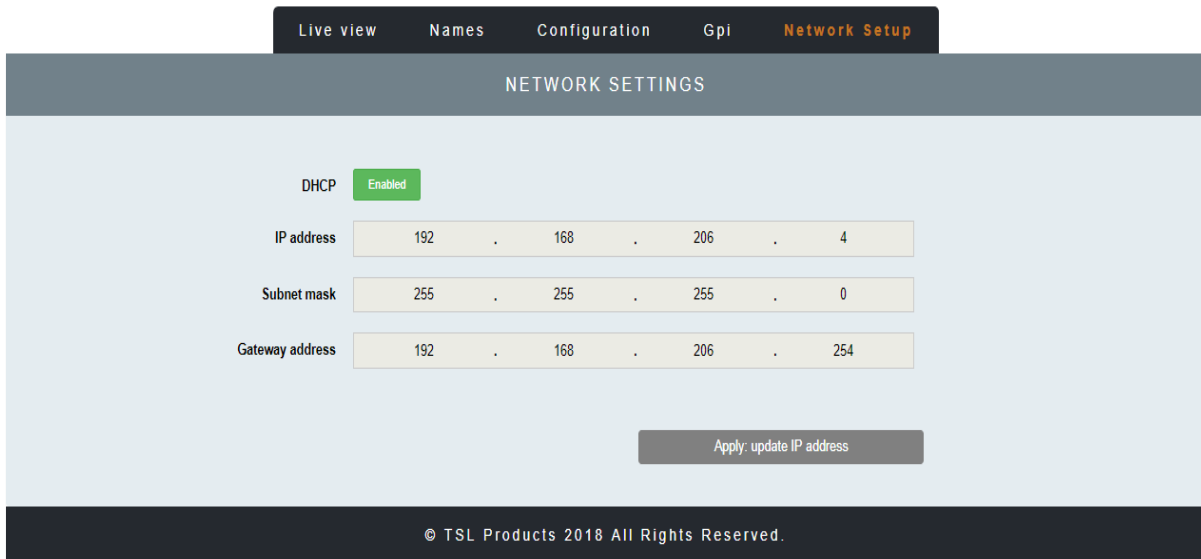 Live view Names Configuration Gpi Network Setup
NETWORK SETTINGS
DHCP Enabled
IP address 192 . 168 . 206 . 4
Subnet mask 255 . 255 . 255 . 0
Gateway address 192 . 168 . 206 . 254
Apply: update IP address
© TSL Products 2018 All Rights Reserved.